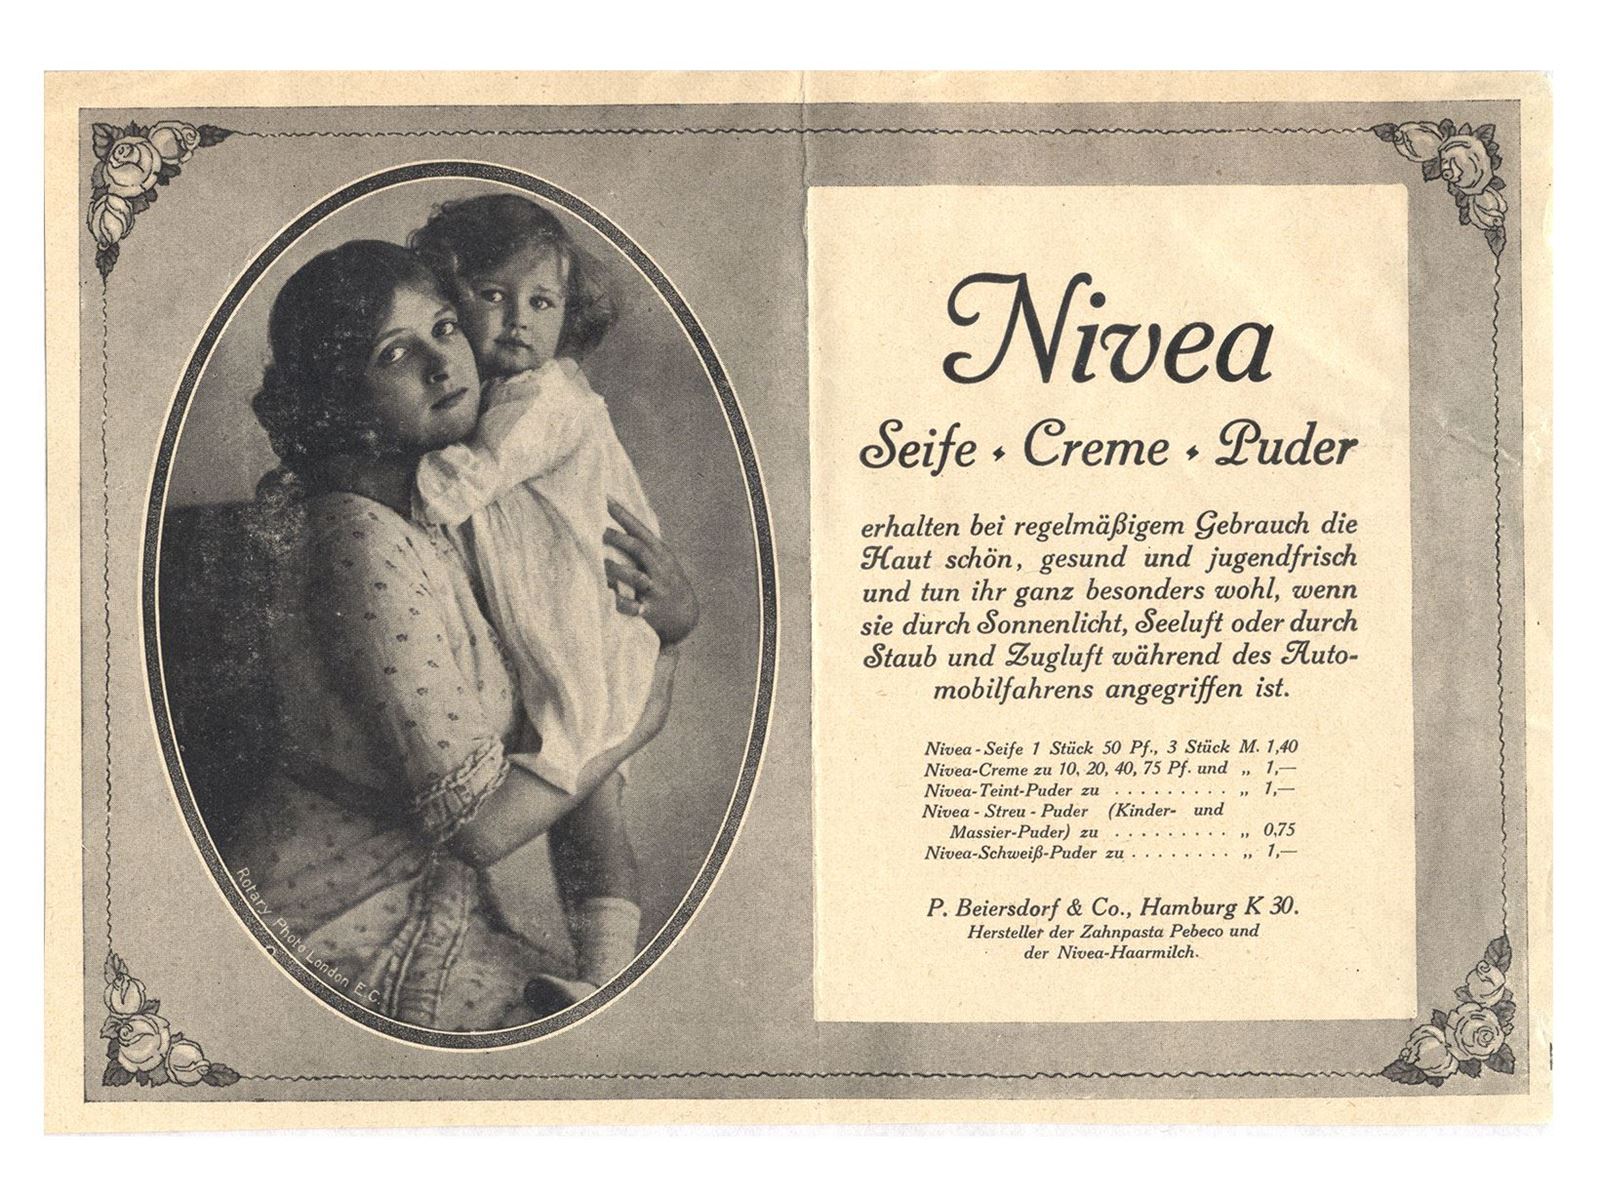 Nivea
Seife ⬧ Creme ⬧ Puder
erhalten bei regelmäßigem Gebrauch die
Haut schön, gesund und jugendfrisch
und tun ihr ganz besonders wohl, wenn
sie durch Sonnenlicht, Seeluft oder durch
Staub und Zugluft während des Auto-
mobilfahrens angegriffen ist.
Nivea-Seife 1 Stück 50 Pf., 3 Stück M. 1,40
Nivea-Creme zu 10, 20, 40, 75 Pf. und „ 1,—
Nivea-Teint-Puder zu . . . . . . . . . . „ 1,—
Nivea-Streu-Puder (Kinder- und
Massier-Puder) zu . . . . . . . . . . „ 0,75
Nivea-Schweiß-Puder zu . . . . . . . . „ 1,—
P. Beiersdorf & Co., Hamburg K 30.
Hersteller der Zahnpasta Pebeco und
der Nivea-Haarmilch.
Rotary Photo London E.C.